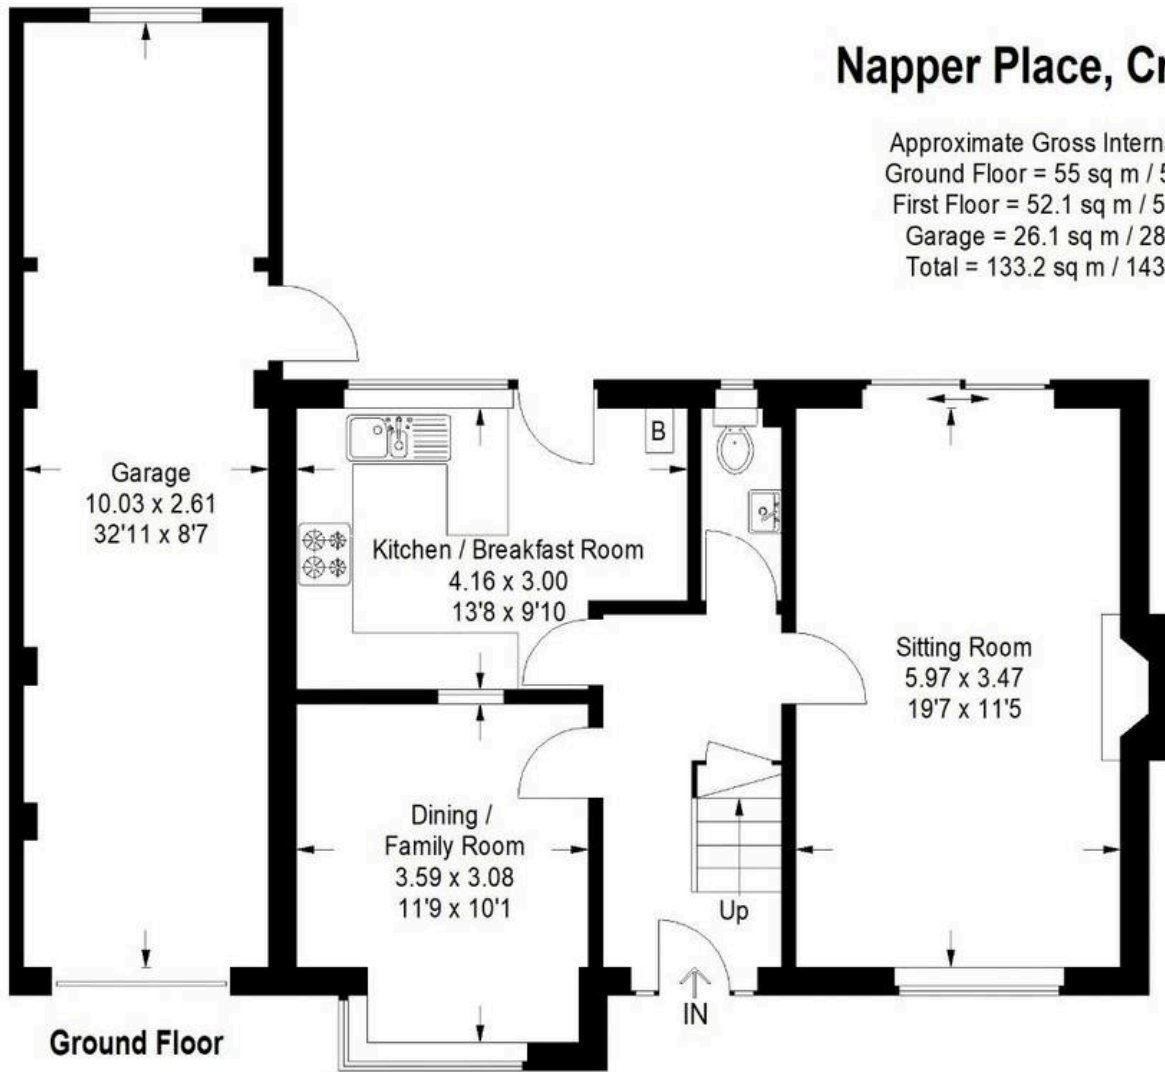 Napper Place, Cr
Approximate Gross Interna
Ground Floor = 55 sq m / 5
First Floor = 52.1 sq m / 5
Garage = 26.1 sq m / 28
Total = 133.2 sq m / 143
B
Garage
10.03 x 2.61
32'11 x 8'7
Kitchen / Breakfast Room
4.16 x 3.00
13'8 x 9'10
Sitting Room
5.97 x 3.47
19'7 x 11'5
Dining /
Family Room
3.59 x 3.08
11'9 x 10'1
Up
IN
Ground Floor